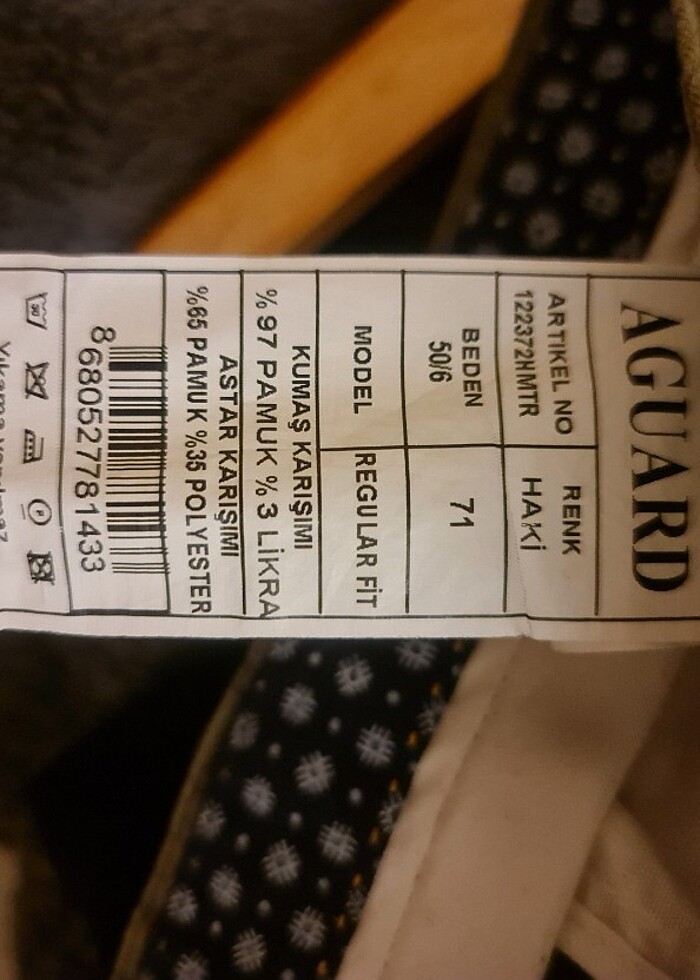 AGUARD
ARTIKEL NO
122372HMTR
RENK
HAKİ
BEDEN
50/6
71
MODEL
REGULAR FİT
KUMAŞ KARIŞIMI
% 97 PAMUK % 3 LİKRA
ASTAR KARIŞIMI
%65 PAMUK %35 POLYESTER
8 680527 781433